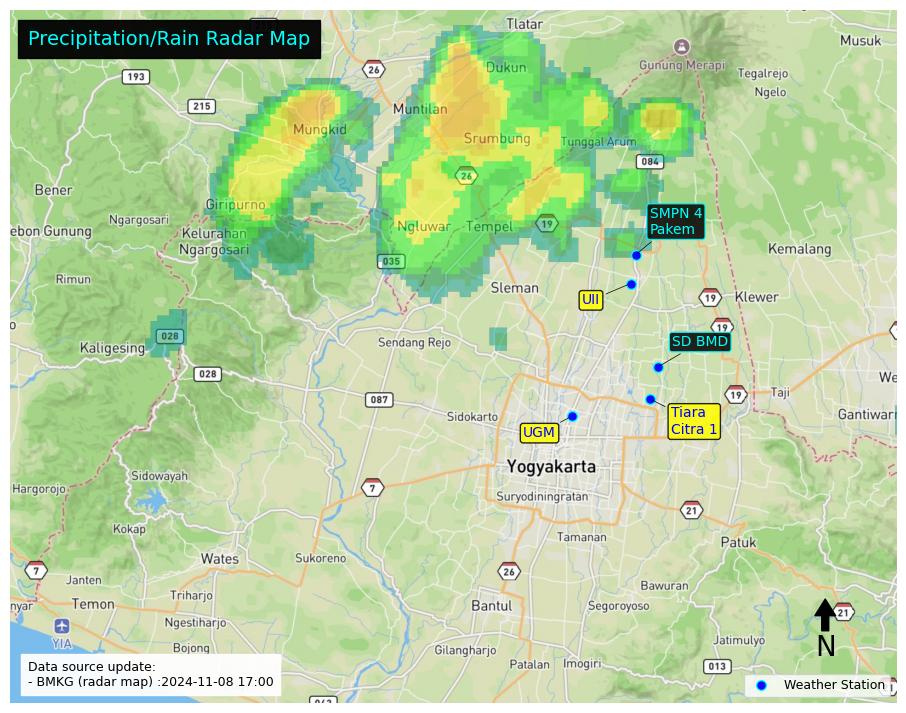 Precipitation/Rain Radar Map
Tlatar
Musuk
26
Dukun
Gunung Merapi
193
Tegalrejo
Ngelo
215
Muntilan
Mungkid
Srumbung
Tunggal Arum
084
26
Bener
Giripurno
SMPN 4
Pakem
Ngargosari
Ngluwar
Tempel
19
ebon Gunung
Kelurahan
Ngargosari
Kemalang
035
Rimun
Sleman
UII
19
Klewer
19
028
Sendang Rejo
SD BMD
Kaligesing
028
We
087
19
Taji
Sidokarto
Tiara
Citra 1
Gantiwar
UGM
Yogyakarta
Sidowayah
Hargorojo
7
Suryodiningratan
21
Kokap
Tamanan
Patuk
Wates
Sukoreno
7
26
Janten
Bawuran
nyar
Temon
Triharjo
Bantul
Segoroyoso
21
Ngestiharjo
YIA
Jatimulyo
N
Bojong
Gilangharjo
Data source update:
- BMKG (radar map) :2024-11-08 17:00
Patalan
Imogiri
013
Weather Station